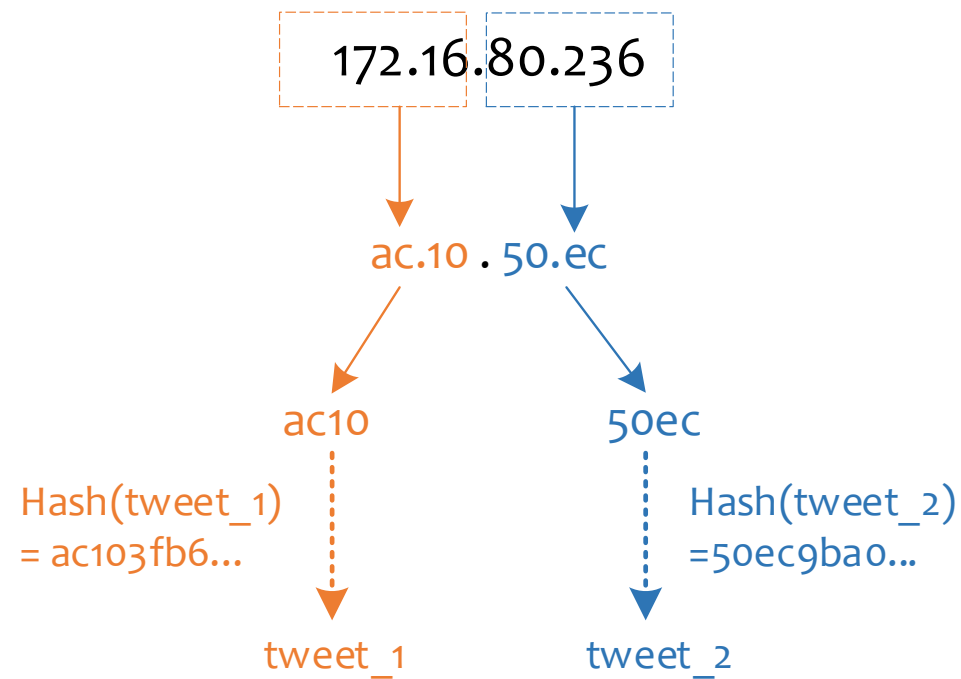 172.16.80.236
ac.10 . 50.ec
ac10
50ec
Hash(tweet_1)
= ac103fb6...
Hash(tweet_2)
=50ec9ba0...
tweet_1
tweet_2